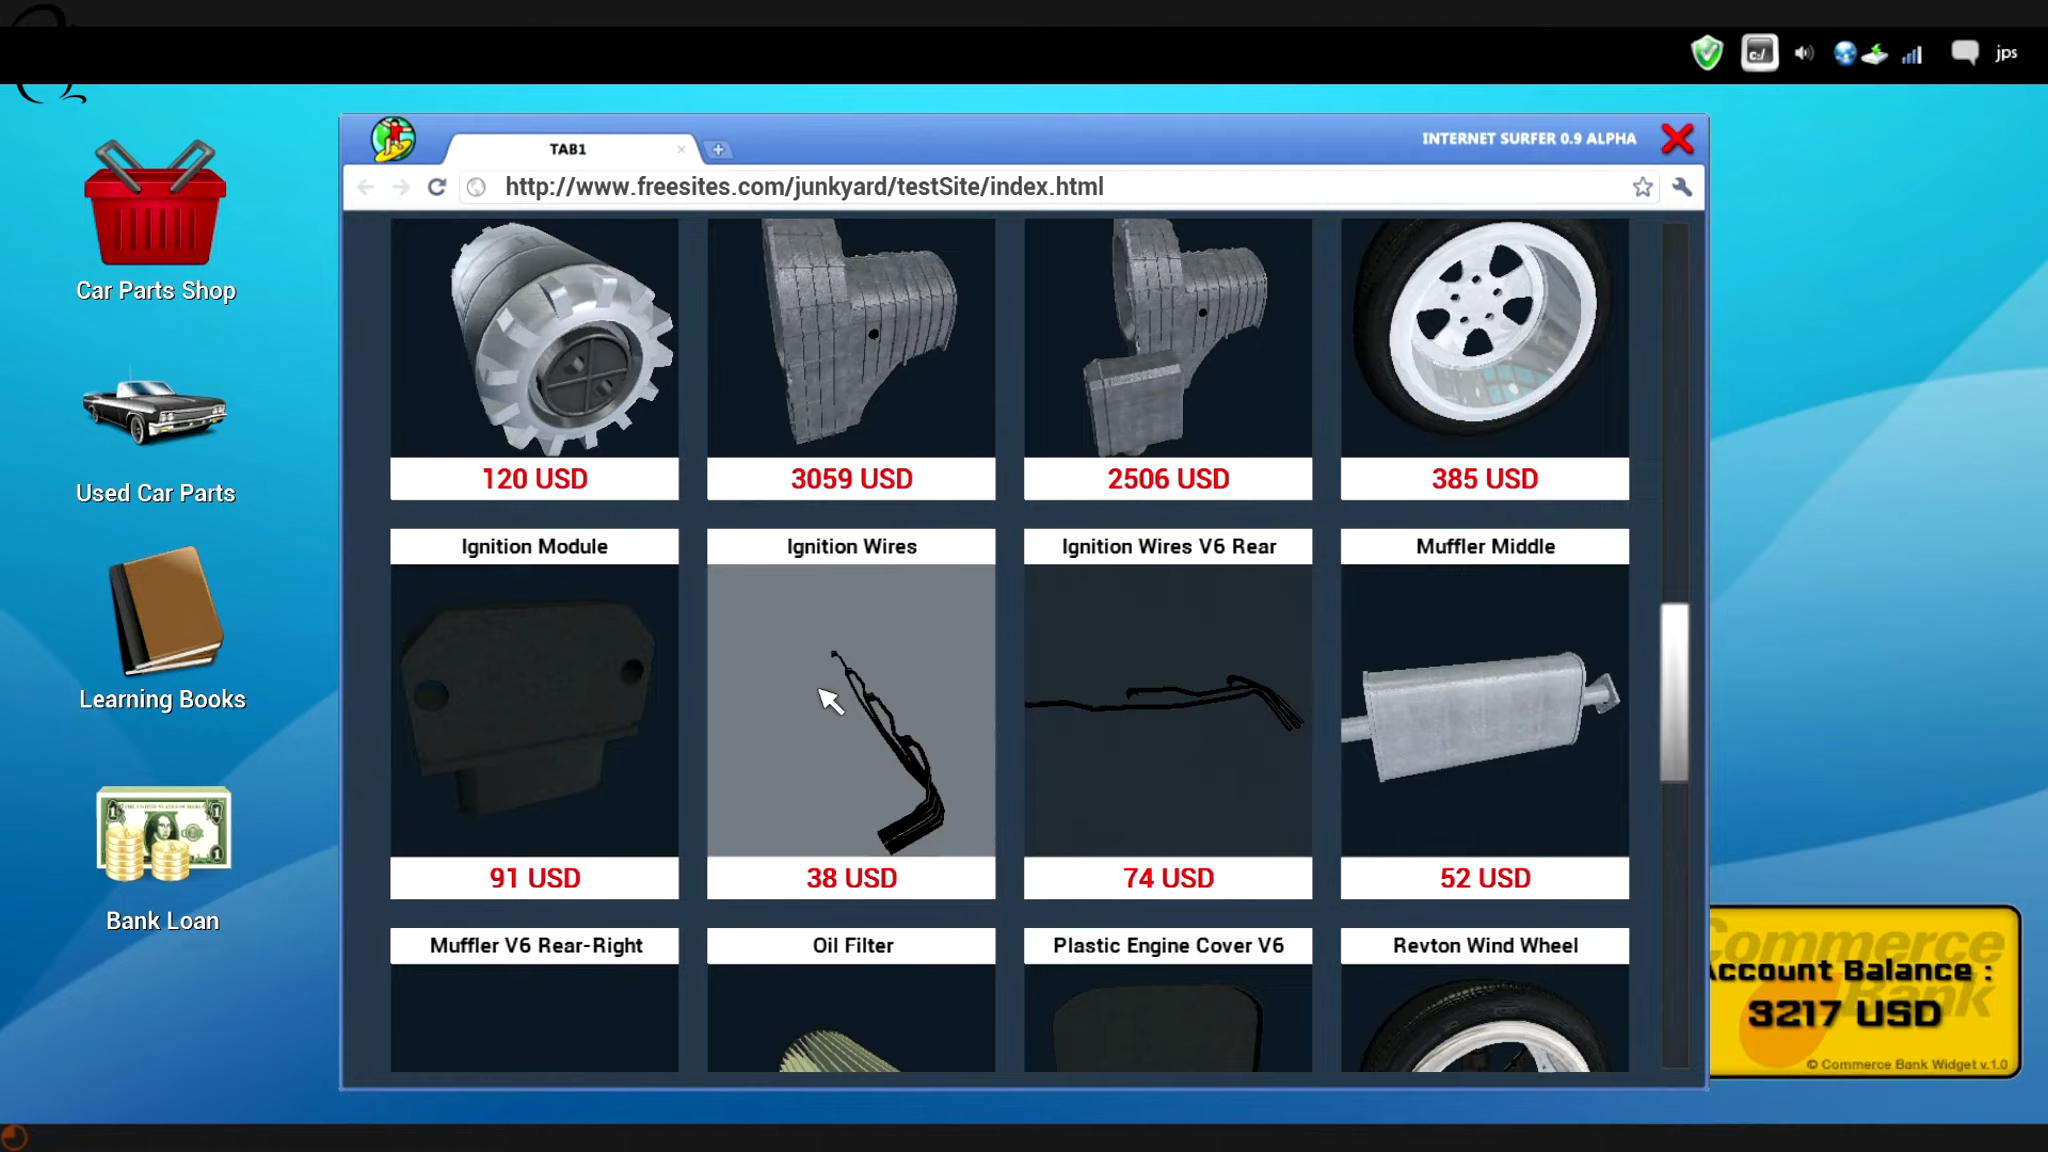 jps
TAB1
INTERNET SURFER 0.9 ALPHA
http://www.freesites.com/junkyard/testSite/index.html
Car Parts Shop
Used Car Parts
Learning Books
Bank Loan
120 USD
3059 USD
2506 USD
385 USD
Ignition Module
Ignition Wires
Ignition Wires V6 Rear
Muffler Middle
91 USD
38 USD
74 USD
52 USD
Muffler V6 Rear-Right
Oil Filter
Plastic Engine Cover V6
Revton Wind Wheel
Commerce
Bank
Account Balance :
3217 USD
© Commerce Bank Widget v.1.0